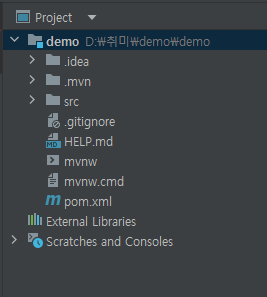 Project
demo D:₩취미₩demo₩demo
.idea
.mvn
src
.gitignore
MD HELP.md
mvnw
mvnw.cmd
m pom.xml
External Libraries
Scratches and Consoles